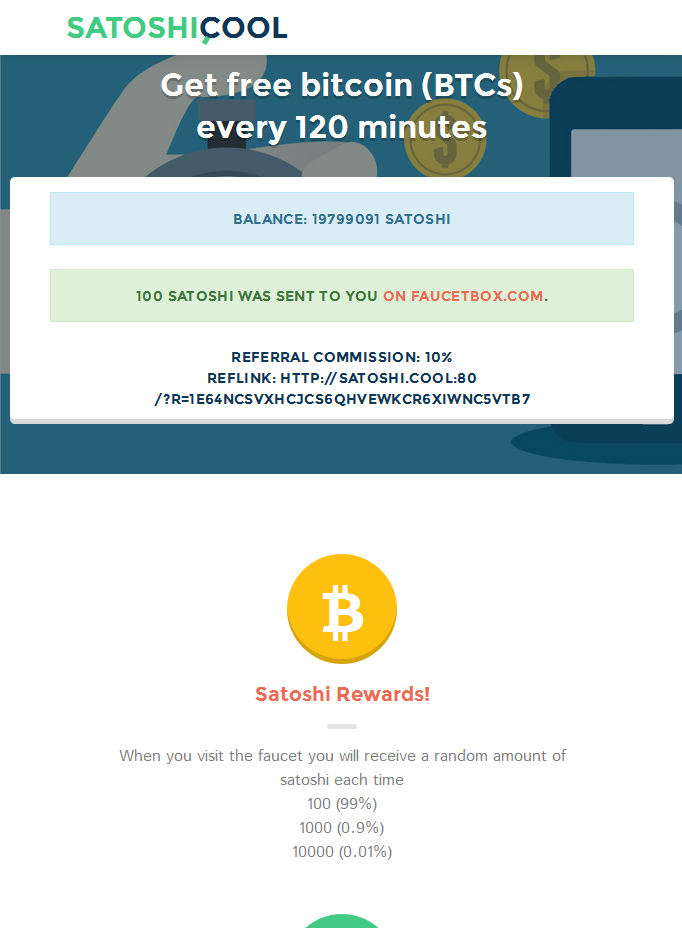 SATOSHI.COOL
Get free bitcoin (BTCs)
every 120 minutes
BALANCE: 19799091 SATOSHI
100 SATOSHI WAS SENT TO YOU ON FAUCETBOX.COM.
REFERRAL COMMISSION: 10%
REFLINK: HTTP://SATOSHI.COOL:80
/?R=1E64NCSVXHCJCS6QHVEWKCR6XIWNC5VTB7
Satoshi Rewards!
When you visit the faucet you will receive a random amount of
satoshi each time
100 (99%)
1000 (0.9%)
10000 (0.01%)